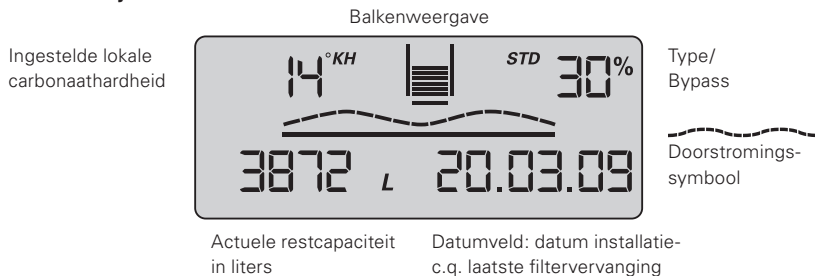 Balkenweergave
Ingestelde lokale
carbonaathardheid
14 °KH
STD 30%
Type/
Bypass
Doorstromings-
symbool
3872 L 20.03.09
Actuele restcapaciteit
in liters
Datumveld: datum installatie-
c.q. laatste filtervervanging